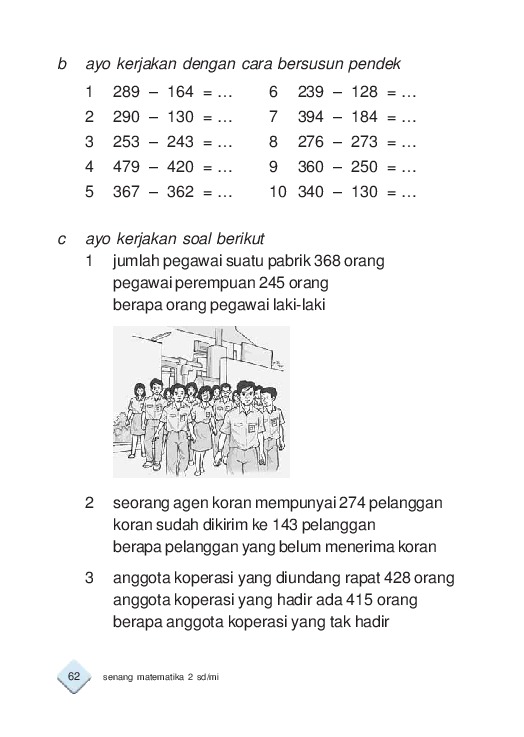 b ayo kerjakan dengan cara bersusun pendek
1 289 – 164 = ... 6 239 – 128 = ...
2 290 – 130 = ... 7 394 – 184 = ...
3 253 – 243 = ... 8 276 – 273 = ...
4 479 – 420 = ... 9 360 – 250 = ...
5 367 – 362 = ... 10 340 – 130 = ...
c ayo kerjakan soal berikut
1 jumlah pegawai suatu pabrik 368 orang
pegawai perempuan 245 orang
berapa orang pegawai laki-laki
2 seorang agen koran mempunyai 274 pelanggan
koran sudah dikirim ke 143 pelanggan
berapa pelanggan yang belum menerima koran
3 anggota koperasi yang diundang rapat 428 orang
anggota koperasi yang hadir ada 415 orang
berapa anggota koperasi yang tak hadir
62 senang matematika 2 sd/mi